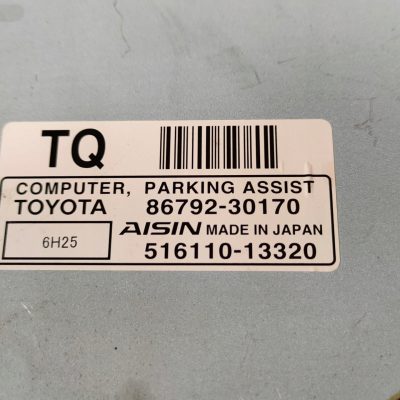 TQ
COMPUTER, PARKING ASSIST
TOYOTA 86792-30170
6H25 AISIN MADE IN JAPAN
516110-13320